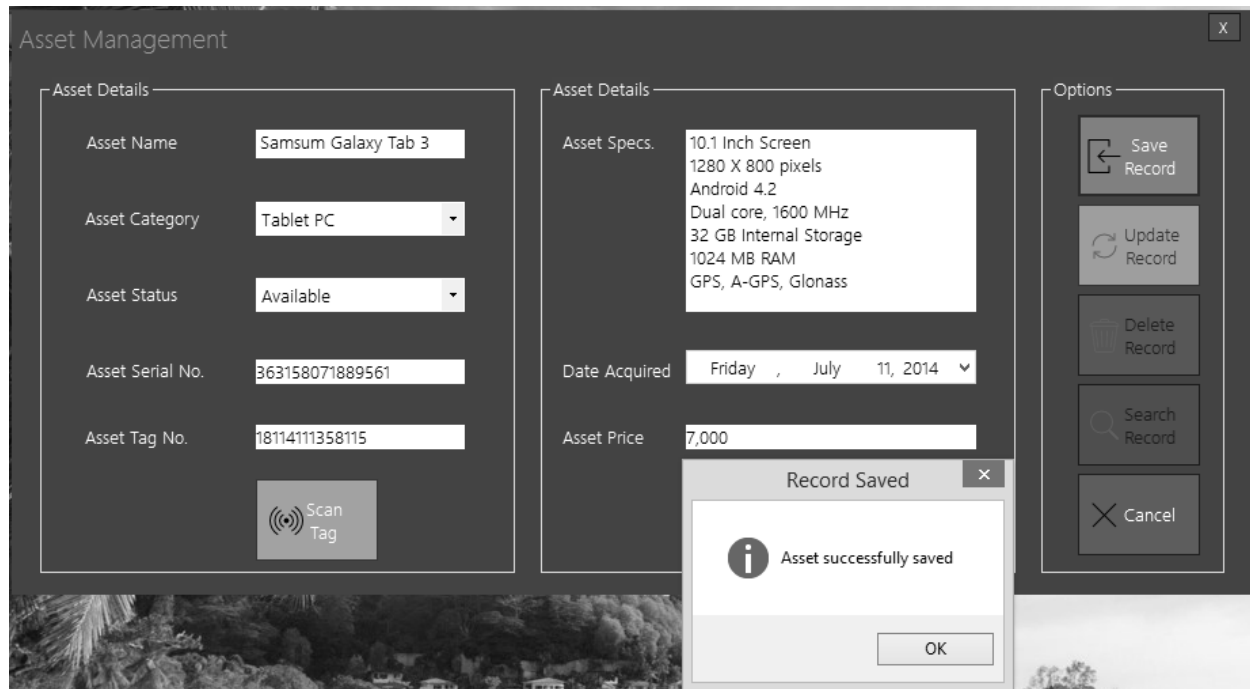 Asset Management
X
Asset Details
Asset Name
Samsum Galaxy Tab 3
Asset Category
Tablet PC
Asset Status
Available
Asset Serial No.
363158071889561
Asset Tag No.
18114111358115
Scan
Tag
Asset Details
Asset Specs.
10.1 Inch Screen
1280 X 800 pixels
Android 4.2
Dual core, 1600 MHz
32 GB Internal Storage
1024 MB RAM
GPS, A-GPS, Glonass
Date Acquired
Friday , July 11, 2014
Asset Price
7,000
Options
Save
Record
Update
Record
Delete
Record
Search
Record
Cancel
Record Saved
Asset successfully saved
OK